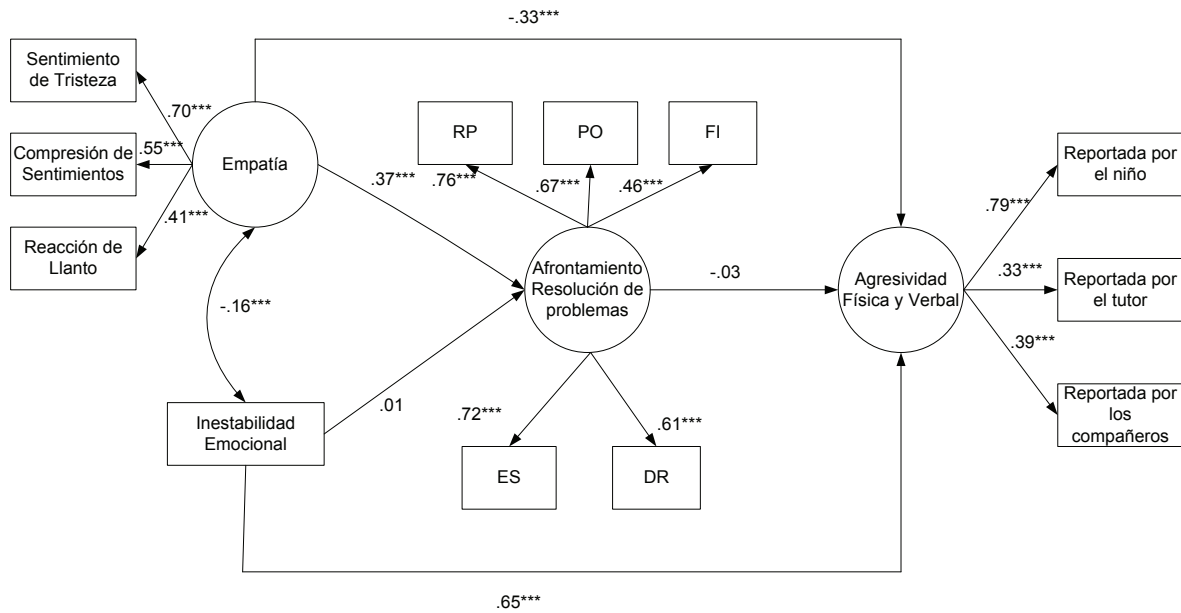 -.33***
Sentimiento
de Tristeza
.70***
Compresión de
Sentimientos
.55***
Reacción de
Llanto
.41***
Empatía
-.16***
Inestabilidad
Emocional
.37***
.01
RP
PO
FI
.76***
.67***
.46***
Afrontamiento
Resolución de
problemas
.72***
.61***
ES
DR
-.03
Agresividad
Física y Verbal
.79***
.33***
.39***
Reportada por
el niño
Reportada por
el tutor
Reportada por
los
compañeros
.65***